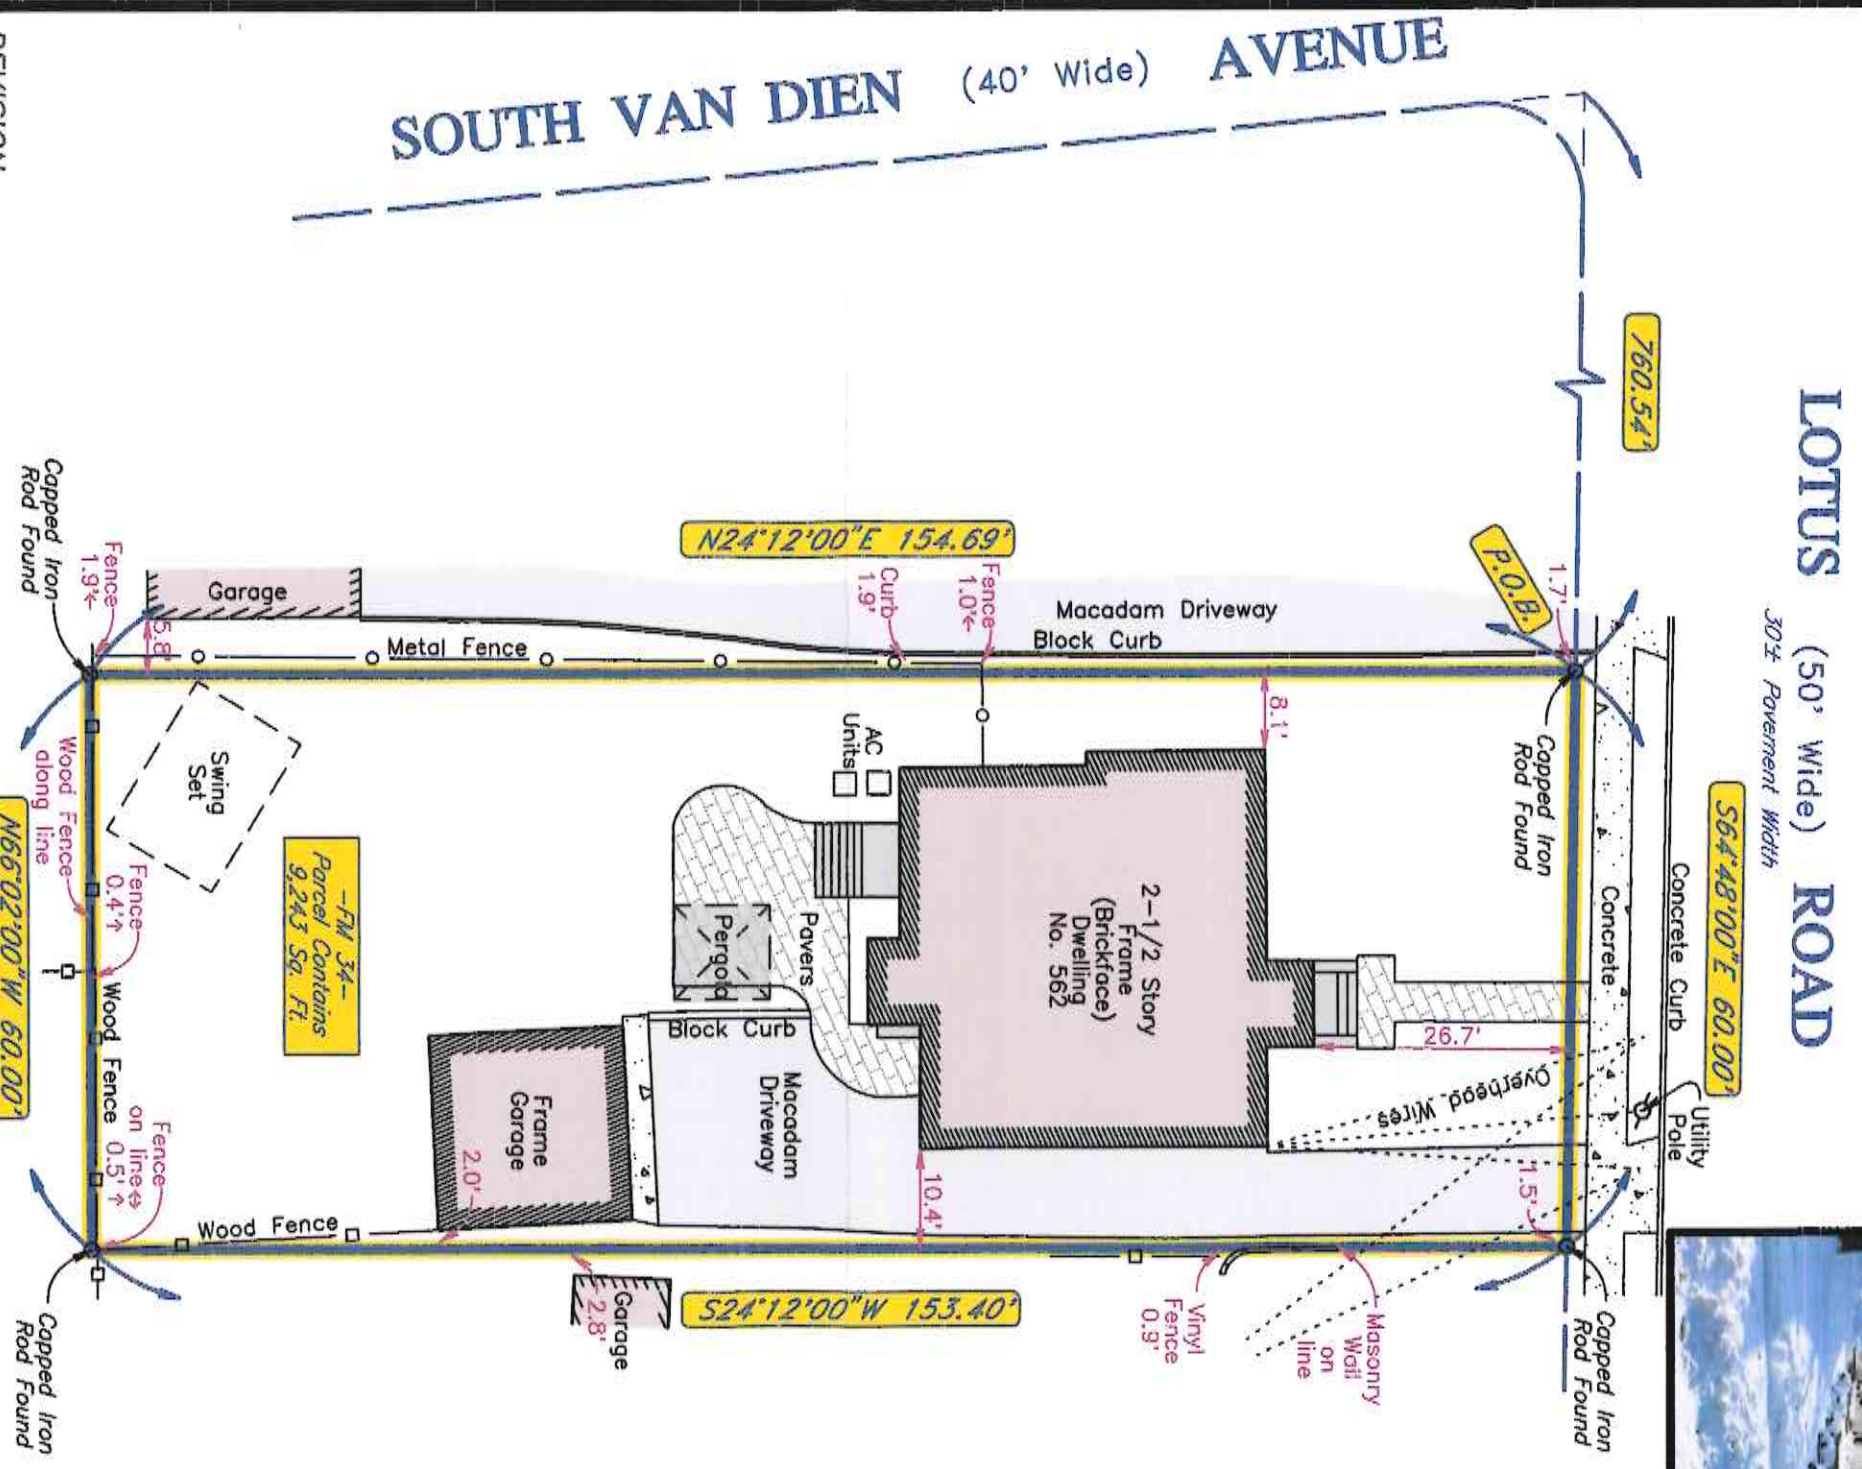 SOUTH VAN DIEN (40' Wide) AVENUE
LOTUS (50' Wide) ROAD
30'± Pavement Width
760.54'
S64°48'00"E 60.00'
P.O.B.
1.7'
Concrete Curb
Concrete
Utility
Pole
Capped Iron
Rod Found
N24°12'00"E 154.69'
Macadam Driveway
Block Curb
Fence
1.0'←
Curb
1.9'
Garage
Metal Fence
5.8'
Fence
1.9'←
Capped Iron
Rod Found
8.1'
AC
Units
2-1/2 Story
Frame
(Brickface)
Dwelling
No. 562
26.7'
Overhead Wires
1.5'
Pavers
Pergola
Block Curb
Macadam
Driveway
10.4'
Swing
Set
-FM 34-
Parcel Contains
9,243 Sq. Ft.
Frame
Garage
2.0'
Wood Fence
along line
Fence
0.4'↑
Wood Fence
0.5'↑
Fence
on line⇔
N66°02'00"W 60.00'
Wood Fence
Garage
2.8'
S24°12'00"W 153.40'
Vinyl
Fence
0.9'
Masonry
Wall
on
line
Capped Iron
Rod Found
Capped Iron
Rod Found